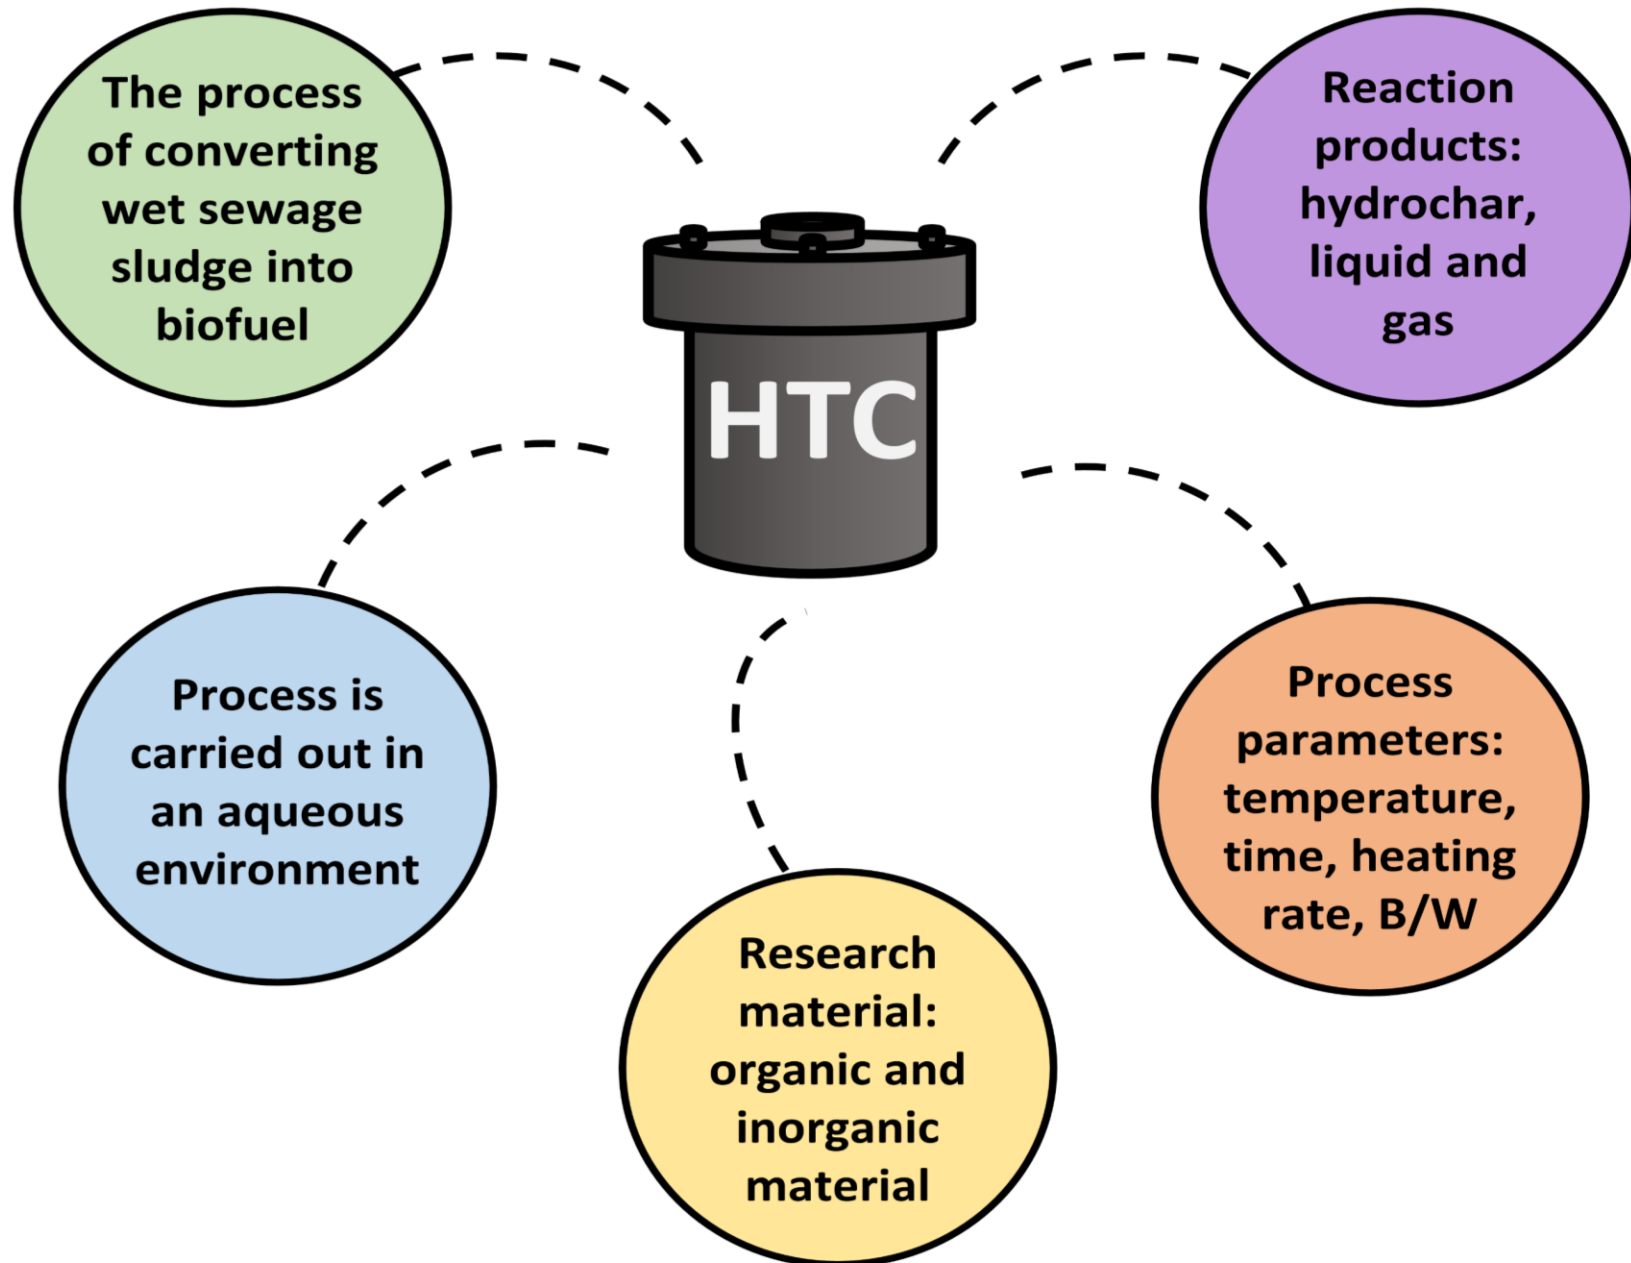 The process
of converting
wet sewage
sludge into
biofuel
Reaction
products:
hydrochar,
liquid and
gas
HTC
Process is
carried out in
an aqueous
environment
Process
parameters:
temperature,
time, heating
rate, B/W
Research
material:
organic and
inorganic
material